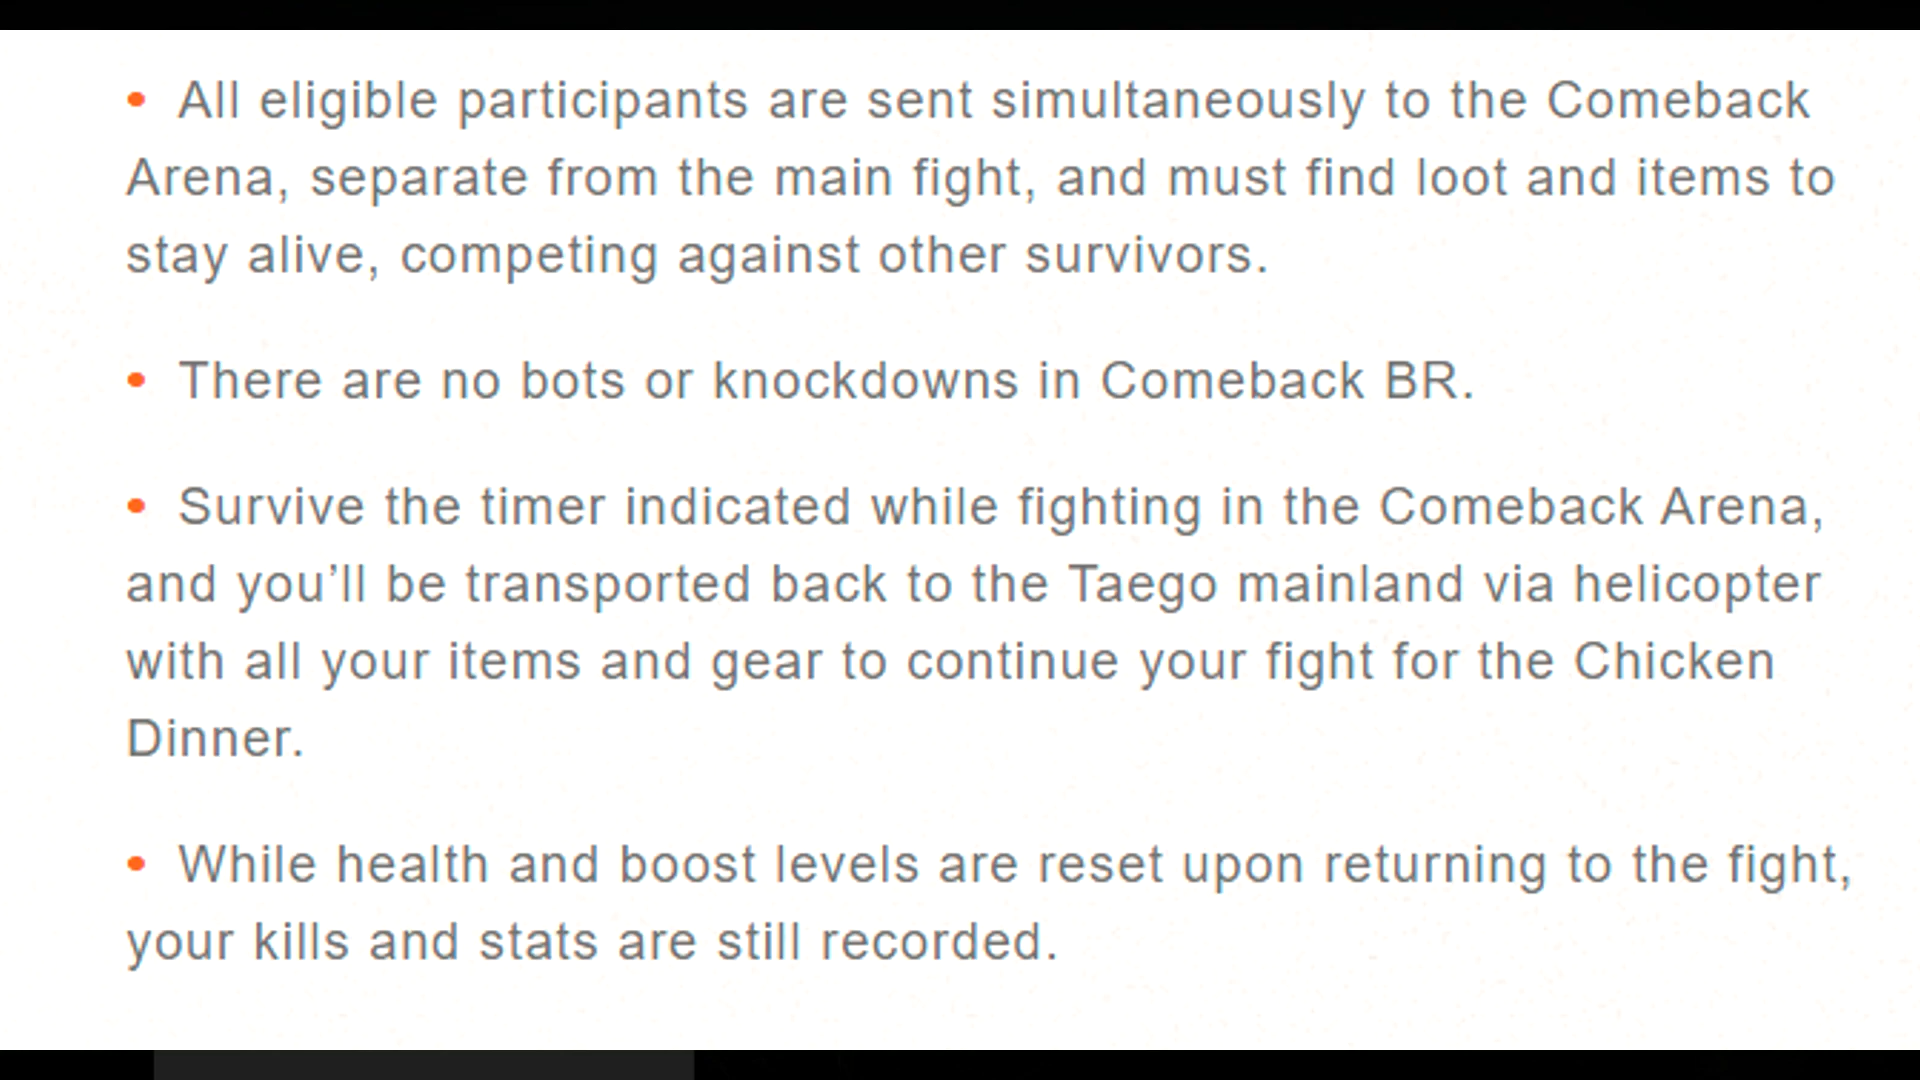 • All eligible participants are sent simultaneously to the Comeback
Arena, separate from the main fight, and must find loot and items to
stay alive, competing against other survivors.
• There are no bots or knockdowns in Comeback BR.
• Survive the timer indicated while fighting in the Comeback Arena,
and you’ll be transported back to the Taego mainland via helicopter
with all your items and gear to continue your fight for the Chicken
Dinner.
• While health and boost levels are reset upon returning to the fight,
your kills and stats are still recorded.